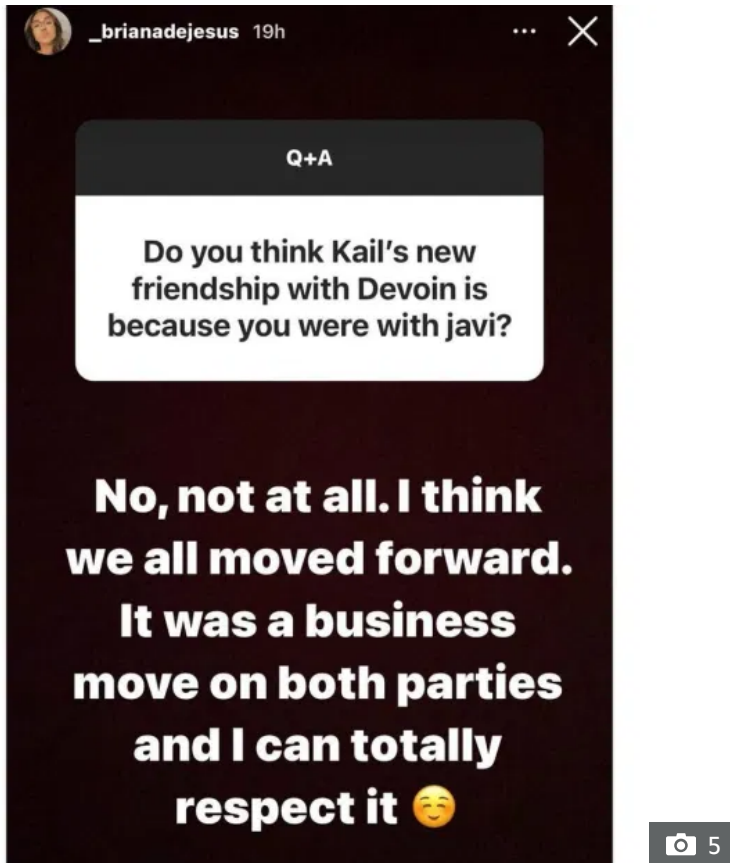 _brianadejesus 19h
Q+A
Do you think Kail’s new
friendship with Devoin is
because you were with javi?
No, not at all. I think
we all moved forward.
It was a business
move on both parties
and I can totally
respect it ☺️
5